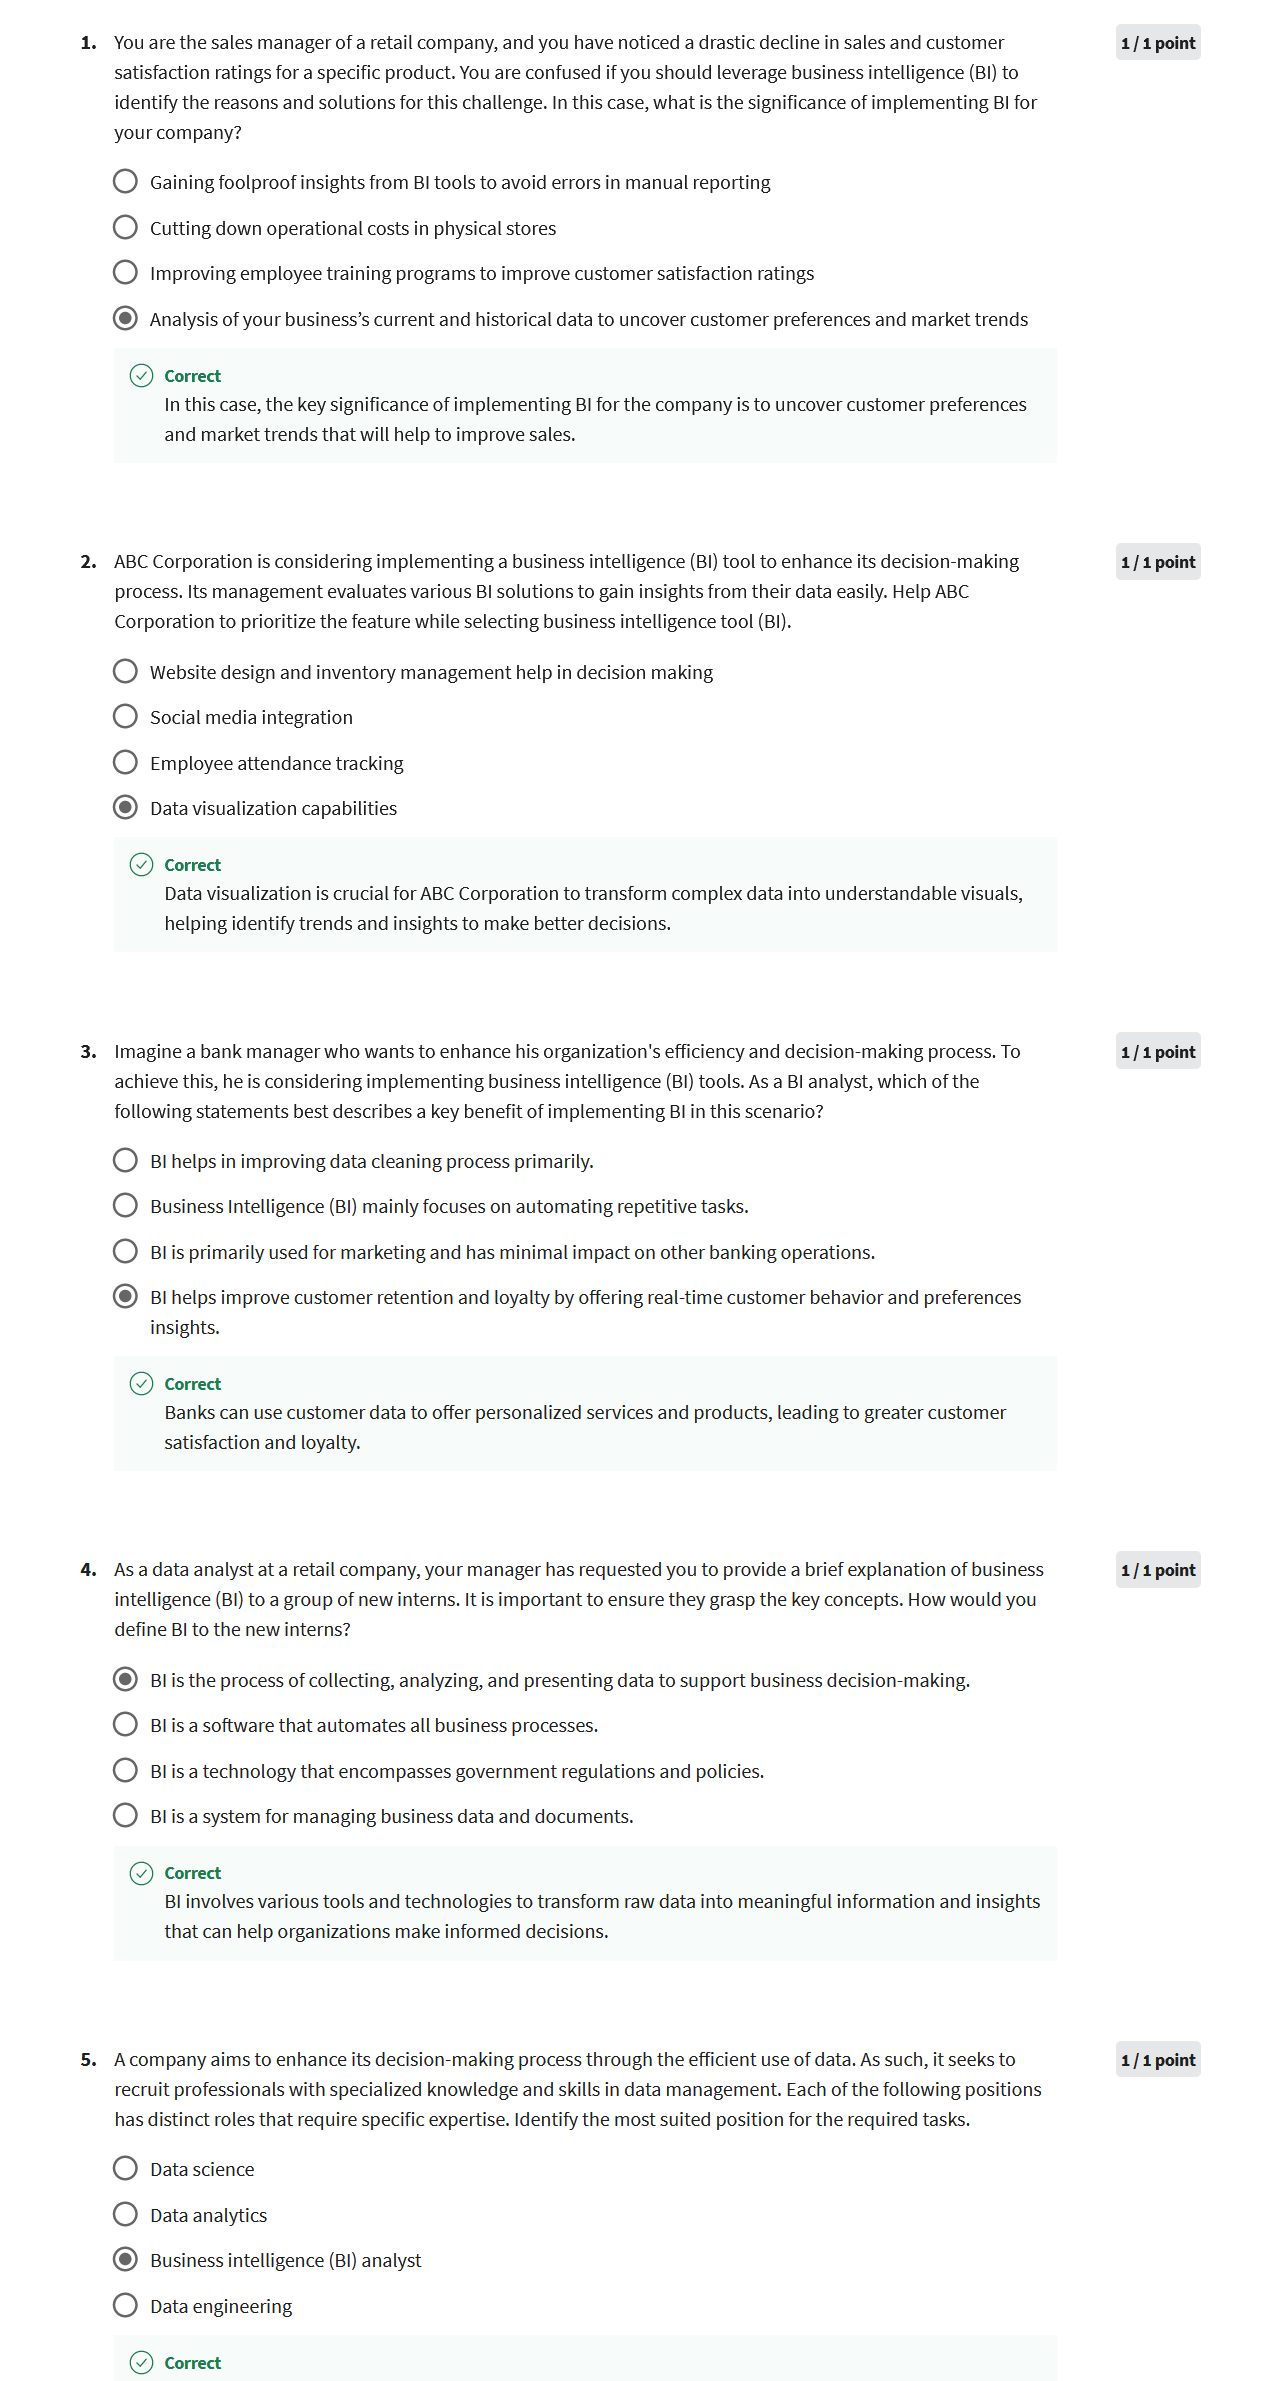 1. You are the sales manager of a retail company, and you have noticed a drastic decline in sales and customer 1 / 1 point
satisfaction ratings for a specific product. You are confused if you should leverage business intelligence (BI) to
identify the reasons and solutions for this challenge. In this case, what is the significance of implementing BI for
your company?
Gaining foolproof insights from BI tools to avoid errors in manual reporting
Cutting down operational costs in physical stores
Improving employee training programs to improve customer satisfaction ratings
Analysis of your business’s current and historical data to uncover customer preferences and market trends
Correct
In this case, the key significance of implementing BI for the company is to uncover customer preferences
and market trends that will help to improve sales.
2. ABC Corporation is considering implementing a business intelligence (BI) tool to enhance its decision-making 1 / 1 point
process. Its management evaluates various BI solutions to gain insights from their data easily. Help ABC
Corporation to prioritize the feature while selecting business intelligence tool (BI).
Website design and inventory management help in decision making
Social media integration
Employee attendance tracking
Data visualization capabilities
Correct
Data visualization is crucial for ABC Corporation to transform complex data into understandable visuals,
helping identify trends and insights to make better decisions.
3. Imagine a bank manager who wants to enhance his organization's efficiency and decision-making process. To 1 / 1 point
achieve this, he is considering implementing business intelligence (BI) tools. As a BI analyst, which of the
following statements best describes a key benefit of implementing BI in this scenario?
BI helps in improving data cleaning process primarily.
Business Intelligence (BI) mainly focuses on automating repetitive tasks.
BI is primarily used for marketing and has minimal impact on other banking operations.
BI helps improve customer retention and loyalty by offering real-time customer behavior and preferences
insights.
Correct
Banks can use customer data to offer personalized services and products, leading to greater customer
satisfaction and loyalty.
4. As a data analyst at a retail company, your manager has requested you to provide a brief explanation of business 1 / 1 point
intelligence (BI) to a group of new interns. It is important to ensure they grasp the key concepts. How would you
define BI to the new interns?
BI is the process of collecting, analyzing, and presenting data to support business decision-making.
BI is a software that automates all business processes.
BI is a technology that encompasses government regulations and policies.
BI is a system for managing business data and documents.
Correct
BI involves various tools and technologies to transform raw data into meaningful information and insights
that can help organizations make informed decisions.
5. A company aims to enhance its decision-making process through the efficient use of data. As such, it seeks to 1 / 1 point
recruit professionals with specialized knowledge and skills in data management. Each of the following positions
has distinct roles that require specific expertise. Identify the most suited position for the required tasks.
Data science
Data analytics
Business intelligence (BI) analyst
Data engineering
Correct